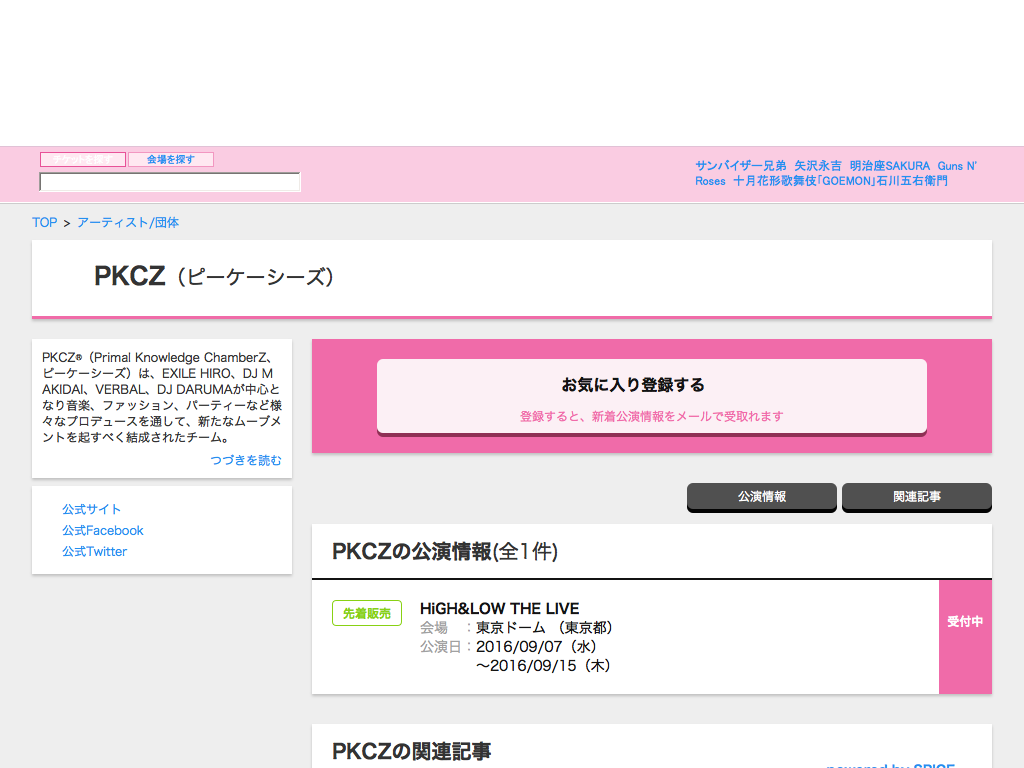 チケットを探す 会場を探す
サンバイザー兄弟 矢沢永吉 明治座SAKURA Guns N'
Roses 十月花形歌舞伎「GOEMON」石川五右衛門
TOP > アーティスト/団体
PKCZ（ピーケーシーズ）
PKCZ®（Primal Knowledge ChamberZ、
ピーケーシーズ）は、EXILE HIRO、DJ M
AKIDAI、VERBAL、DJ DARUMAが中心と
なり音楽、ファッション、パーティーなど様
々なプロデュースを通して、新たなムーブメ
ントを起すべく結成されたチーム。
つづきを読む
公式サイト
公式Facebook
公式Twitter
お気に入り登録する
登録すると、新着公演情報をメールで受取れます
公演情報 関連記事
PKCZの公演情報(全1件)
先着販売
HiGH&LOW THE LIVE
会場 ：東京ドーム （東京都）
公演日：2016/09/07（水）
～2016/09/15（木）
受付中
PKCZの関連記事
powered by SPICE